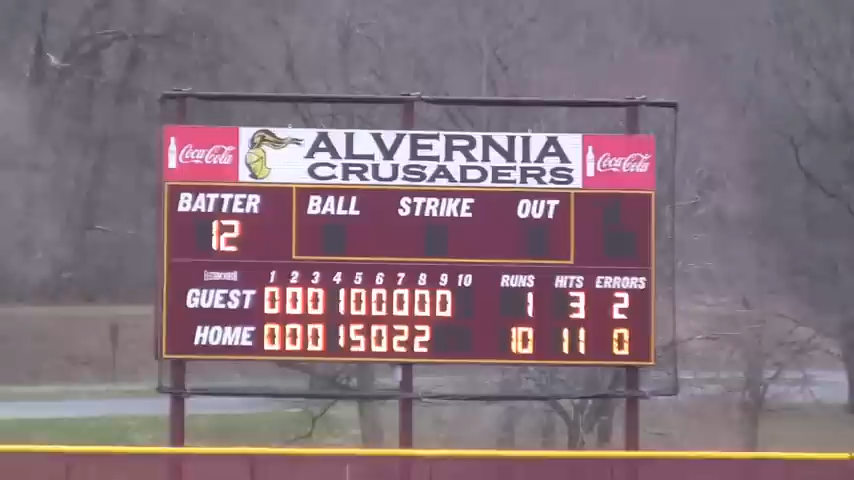 Coca-Cola ALVERNIA Coca-Cola
CRUSADERS
BATTER BALL STRIKE OUT
12
1 2 3 4 5 6 7 8 9 10 RUNS HITS ERRORS
GUEST 0 0 0 1 0 0 0 0 0 1 3 2
HOME 0 0 0 1 5 0 2 2 10 11 0